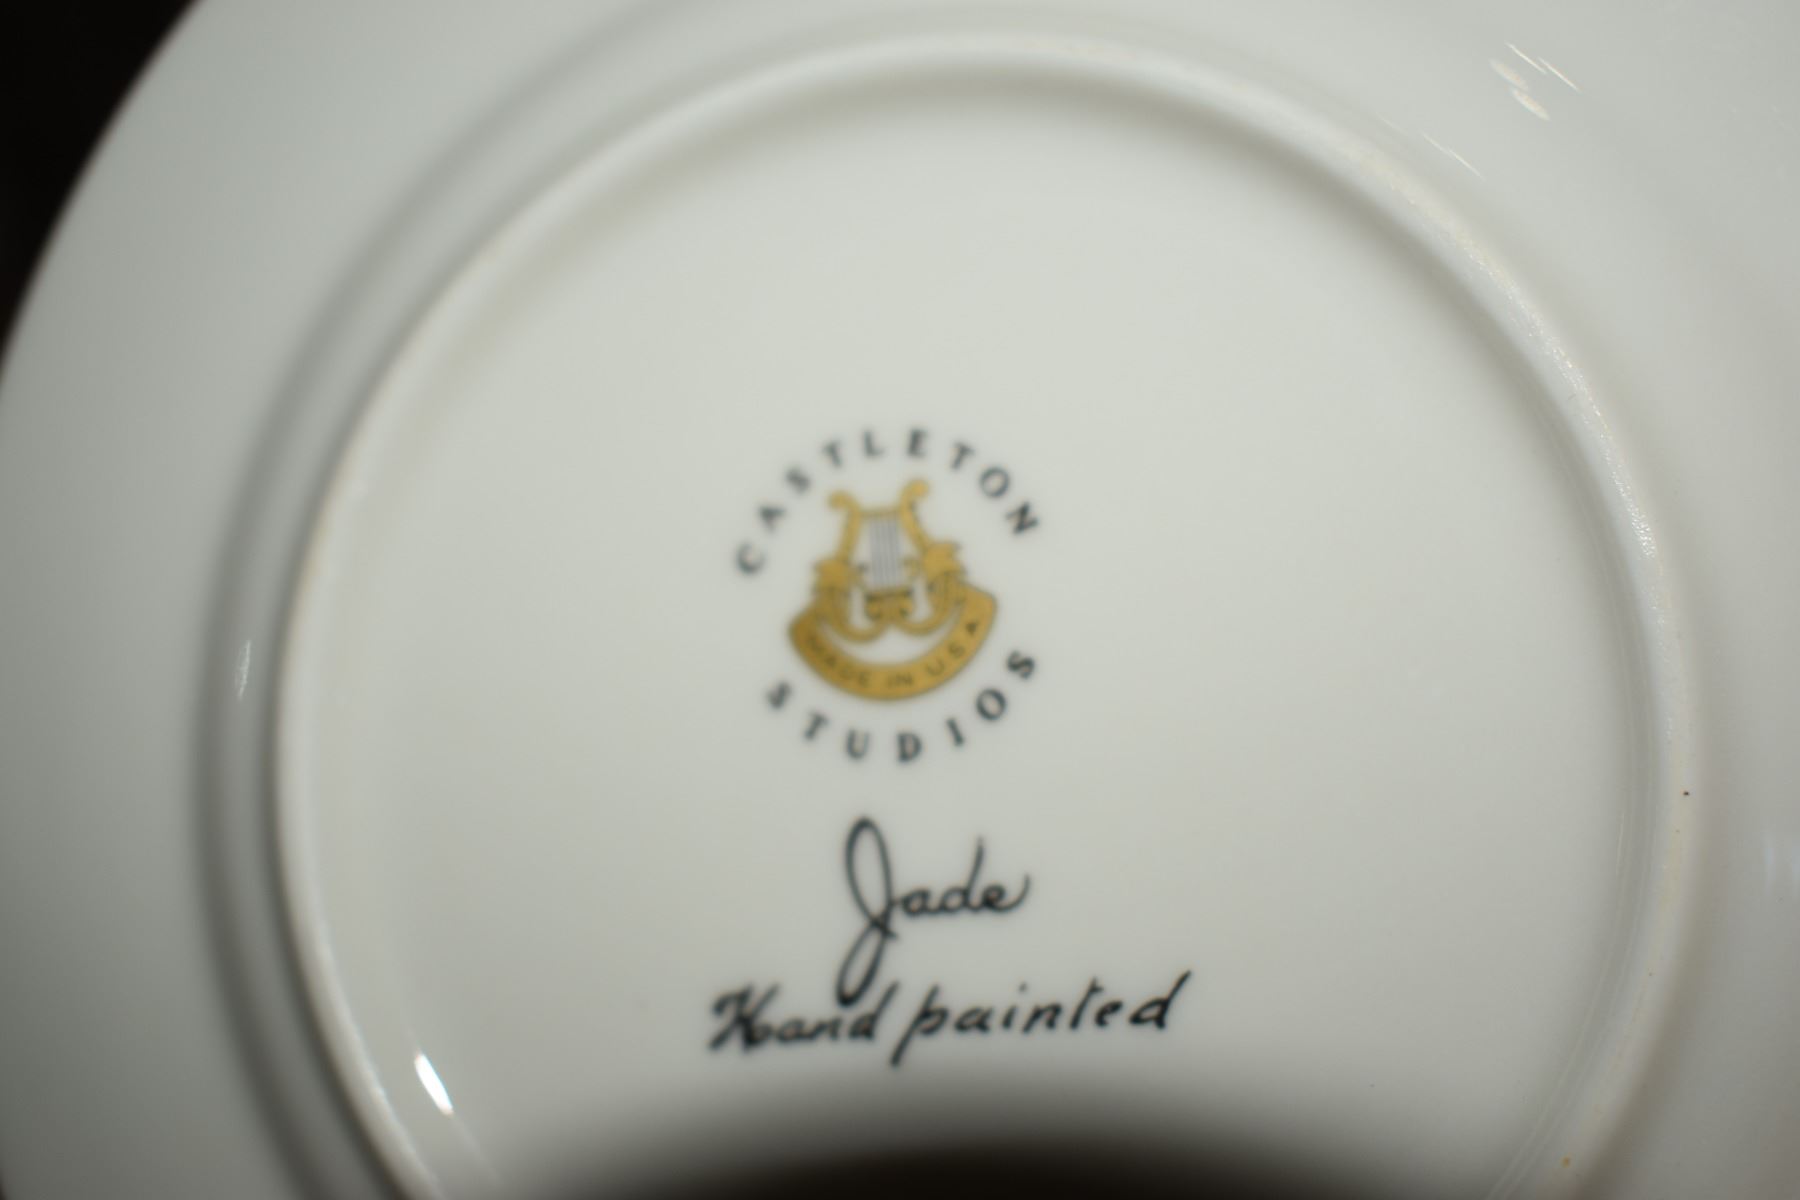 CASTLETON
MADE IN U.S.A.
STUDIOS
Jade
Hand painted